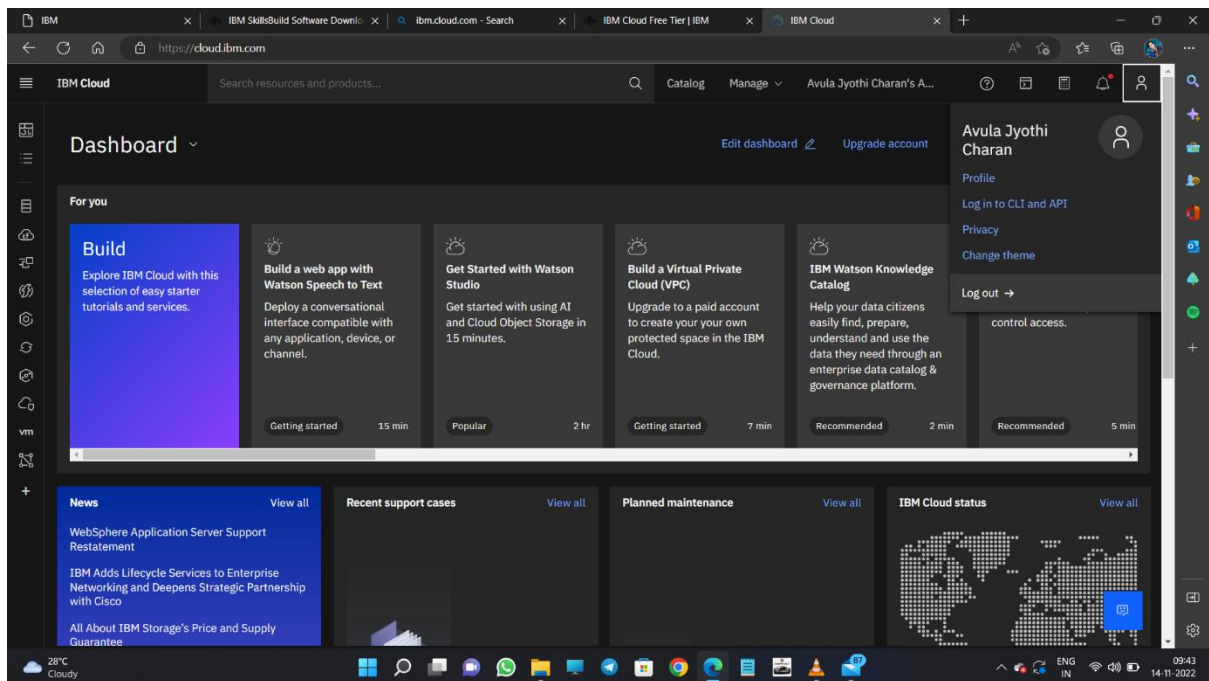 IBM
IBM SkillsBuild Software Downlo
ibm.cloud.com - Search
IBM Cloud Free Tier | IBM
IBM Cloud
https://cloud.ibm.com
IBM Cloud
Search resources and products...
Catalog
Manage
Avula Jyothi Charan's A...
Dashboard
Edit dashboard
Upgrade account
Avula Jyothi
Charan
Profile
Log in to CLI and API
Privacy
Change theme
Log out →
For you
Build
Explore IBM Cloud with this
selection of easy starter
tutorials and services.
Build a web app with
Watson Speech to Text
Deploy a conversational
interface compatible with
any application, device, or
channel.
Getting started 15 min
Get Started with Watson
Studio
Get started with using AI
and Cloud Object Storage in
15 minutes.
Popular 2 hr
Build a Virtual Private
Cloud (VPC)
Upgrade to a paid account
to create your your own
protected space in the IBM
Cloud.
Getting started 7 min
IBM Watson Knowledge
Catalog
Help your data citizens
easily find, prepare,
understand and use the
data they need through an
enterprise data catalog &
governance platform.
Recommended 2 min
control access.
Recommended 5 min
vm
News View all
WebSphere Application Server Support
Restatement
IBM Adds Lifecycle Services to Enterprise
Networking and Deepens Strategic Partnership
with Cisco
All About IBM Storage's Price and Supply
Guarantee
Recent support cases View all
Planned maintenance View all
IBM Cloud status View all
28°C
Cloudy
87
ENG
IN
09:43
14-11-2022